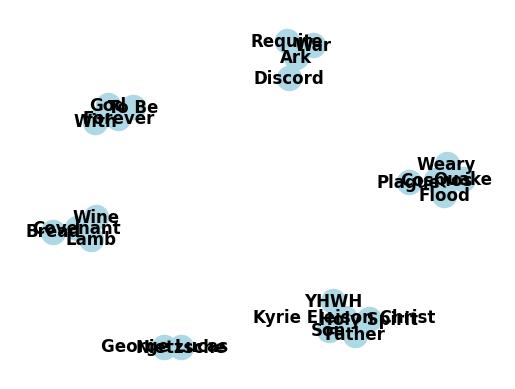 Requite
War
Ark
Discord
God
To Be
Forever
With
Weary
Cosmos
Quake
Plague
Flood
Wine
Covenant
Bread
Lamb
YHWH
Kyrie Eleison Christ
Holy Spirit
Son
Father
George Lucas
Nietzsche